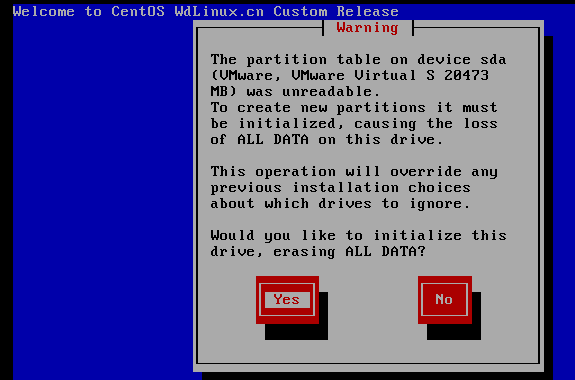 Welcome to CentOS WdLinux.cn Custom Release
Warning
The partition table on device sda
(VMware, VMware Virtual S 20473
MB) was unreadable.
To create new partitions it must
be initialized, causing the loss
of ALL DATA on this drive.
This operation will override any
previous installation choices
about which drives to ignore.
Would you like to initialize this
drive, erasing ALL DATA?
Yes No